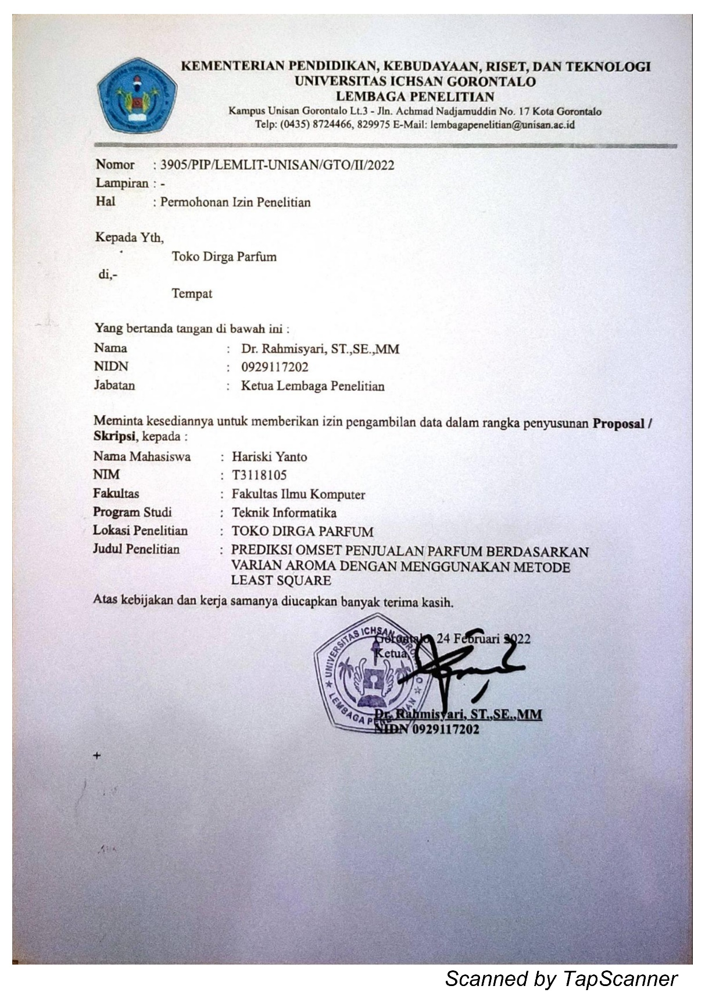 KEMENTERIAN PENDIDIKAN, KEBUDAYAAN, RISET, DAN TEKNOLOGI
UNIVERSITAS ICHSAN GORONTALO
LEMBAGA PENELITIAN
Kampus Unisan Gorontalo Lt.3 - Jln. Achmad Nadjamuddin No. 17 Kota Gorontalo
Telp: (0435) 8724466, 829975 E-Mail: lembagapenelitian@unisan.ac.id
Nomor : 3905/PIP/LEMLIT-UNISAN/GTO/II/2022
Lampiran : -
Hal : Permohonan Izin Penelitian
Kepada Yth,
Toko Dirga Parfum
di,-
Tempat
Yang bertanda tangan di bawah ini :
Nama : Dr. Rahmisyari, ST.,SE.,MM
NIDN : 0929117202
Jabatan : Ketua Lembaga Penelitian
Meminta kesediannya untuk memberikan izin pengambilan data dalam rangka penyusunan Proposal /
Skripsi, kepada :
Nama Mahasiswa : Hariski Yanto
NIM : T3118105
Fakultas : Fakultas Ilmu Komputer
Program Studi : Teknik Informatika
Lokasi Penelitian : TOKO DIRGA PARFUM
Judul Penelitian : PREDIKSI OMSET PENJUALAN PARFUM BERDASARKAN
VARIAN AROMA DENGAN MENGGUNAKAN METODE
LEAST SQUARE
Atas kebijakan dan kerja samanya diucapkan banyak terima kasih.
UNIVERSITAS ICHSAN GORONTALO
LEMBAGA PENELITIAN
Gorontalo, 24 Februari 2022
Ketua,
Dr. Rahmisyari, ST.,SE.,MM
NIDN 0929117202
+
Scanned by TapScanner